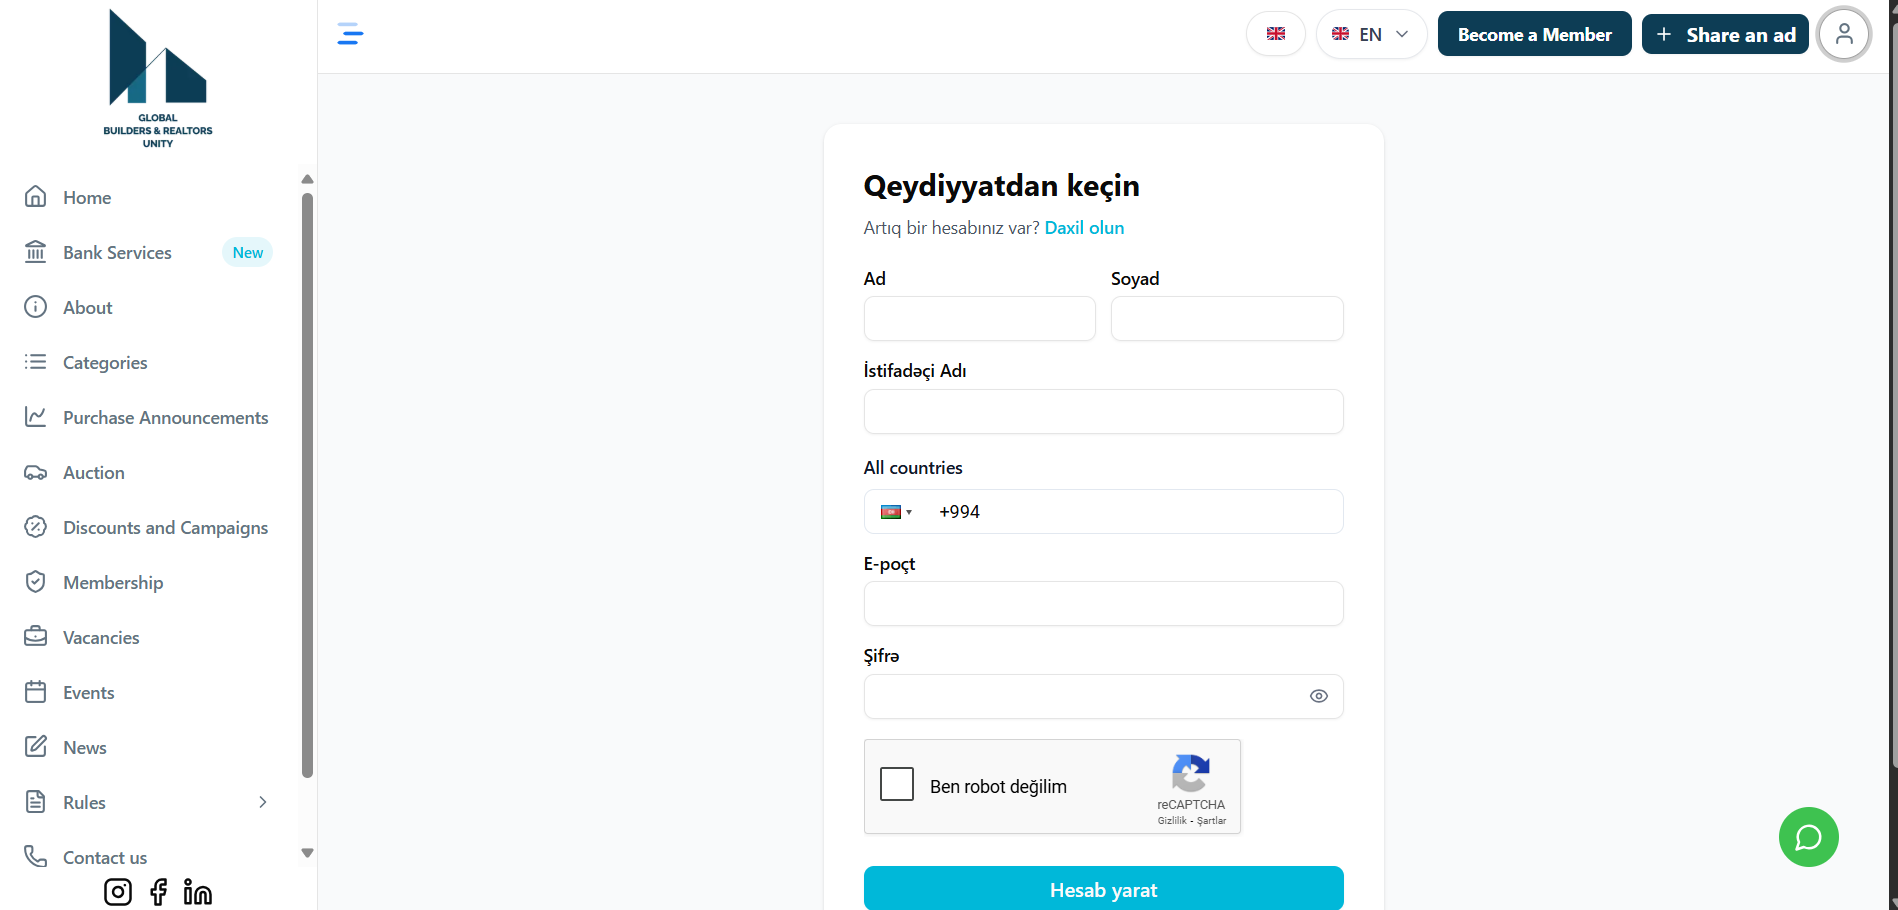 GLOBAL
BUILDERS & REALTORS
UNITY
Home
Bank Services New
About
Categories
Purchase Announcements
Auction
Discounts and Campaigns
Membership
Vacancies
Events
News
Rules
Contact us
EN
Become a Member
+ Share an ad
Qeydiyyatdan keçin
Artıq bir hesabınız var? Daxil olun
Ad
Soyad
İstifadəçi Adı
All countries
+994
E-poçt
Şifrə
Ben robot değilim
reCAPTCHA
Gizlilik - Şartlar
Hesab yarat